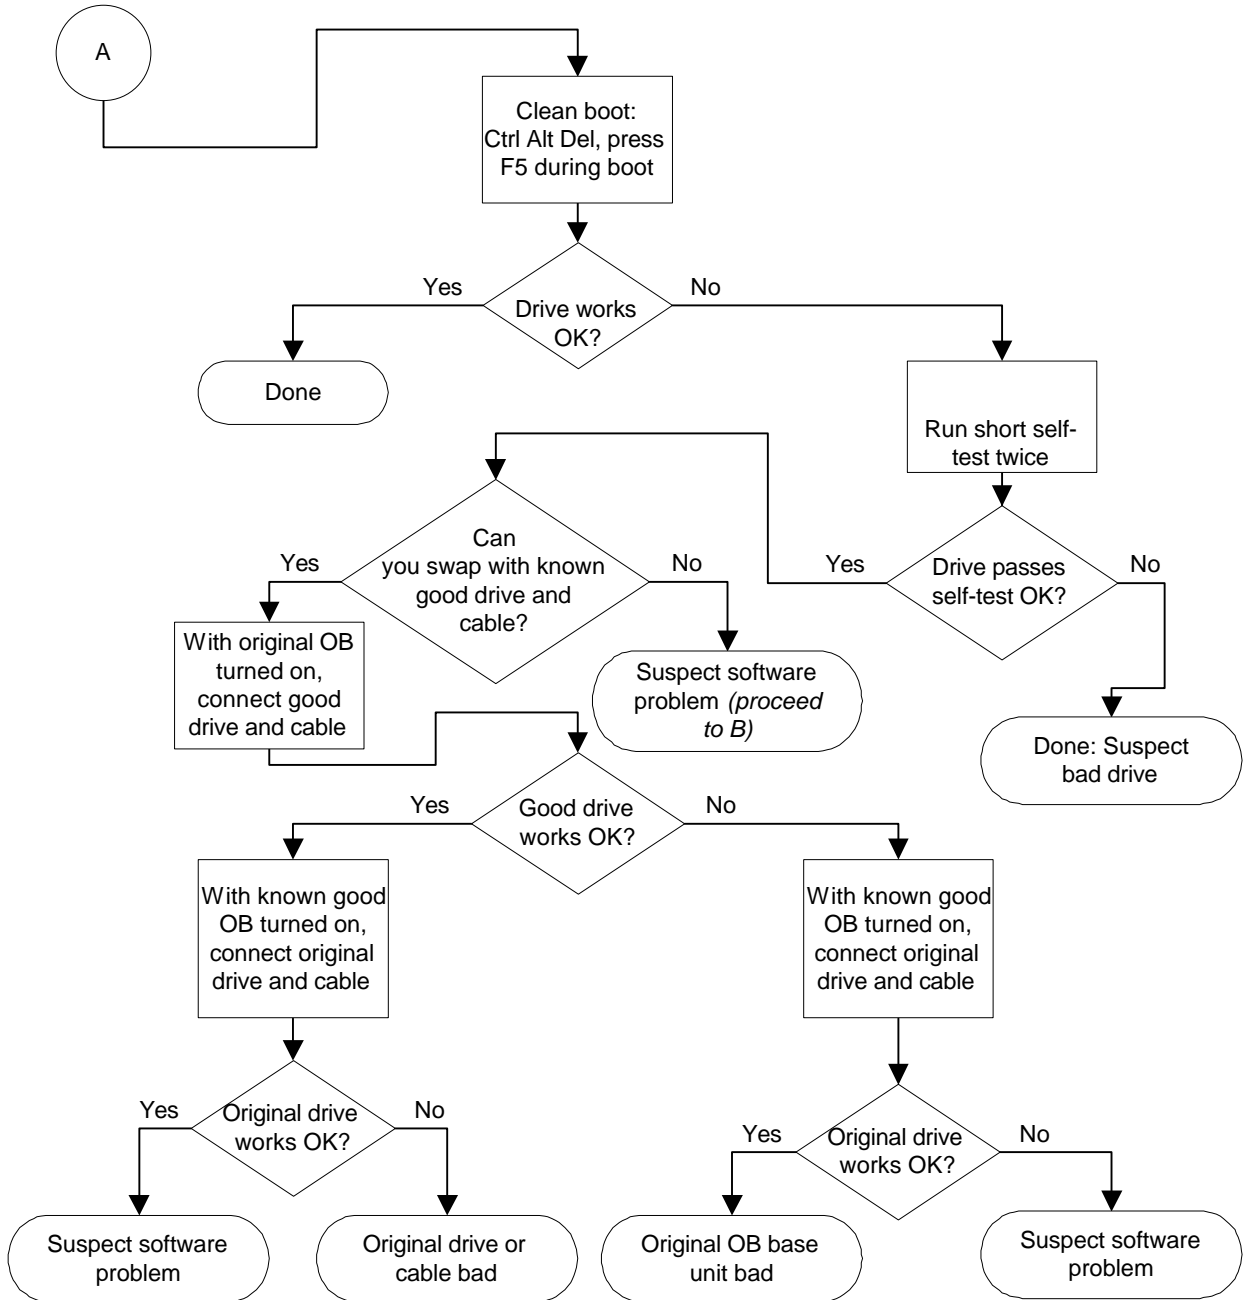 A
Clean boot:
Ctrl Alt Del, press
F5 during boot
Yes
No
Drive works
OK?
Done
Run short self-
test twice
Can
you swap with known
good drive and
cable?
Yes
No
Yes
Drive passes
self-test OK?
No
With original OB
turned on,
connect good
drive and cable
Suspect software
problem (proceed
to B)
Done: Suspect
bad drive
Yes
Good drive
works OK?
No
With known good
OB turned on,
connect original
drive and cable
With known good
OB turned on,
connect original
drive and cable
Yes
Original drive
works OK?
No
Yes
Original drive
works OK?
No
Suspect software
problem
Original drive or
cable bad
Original OB base
unit bad
Suspect software
problem